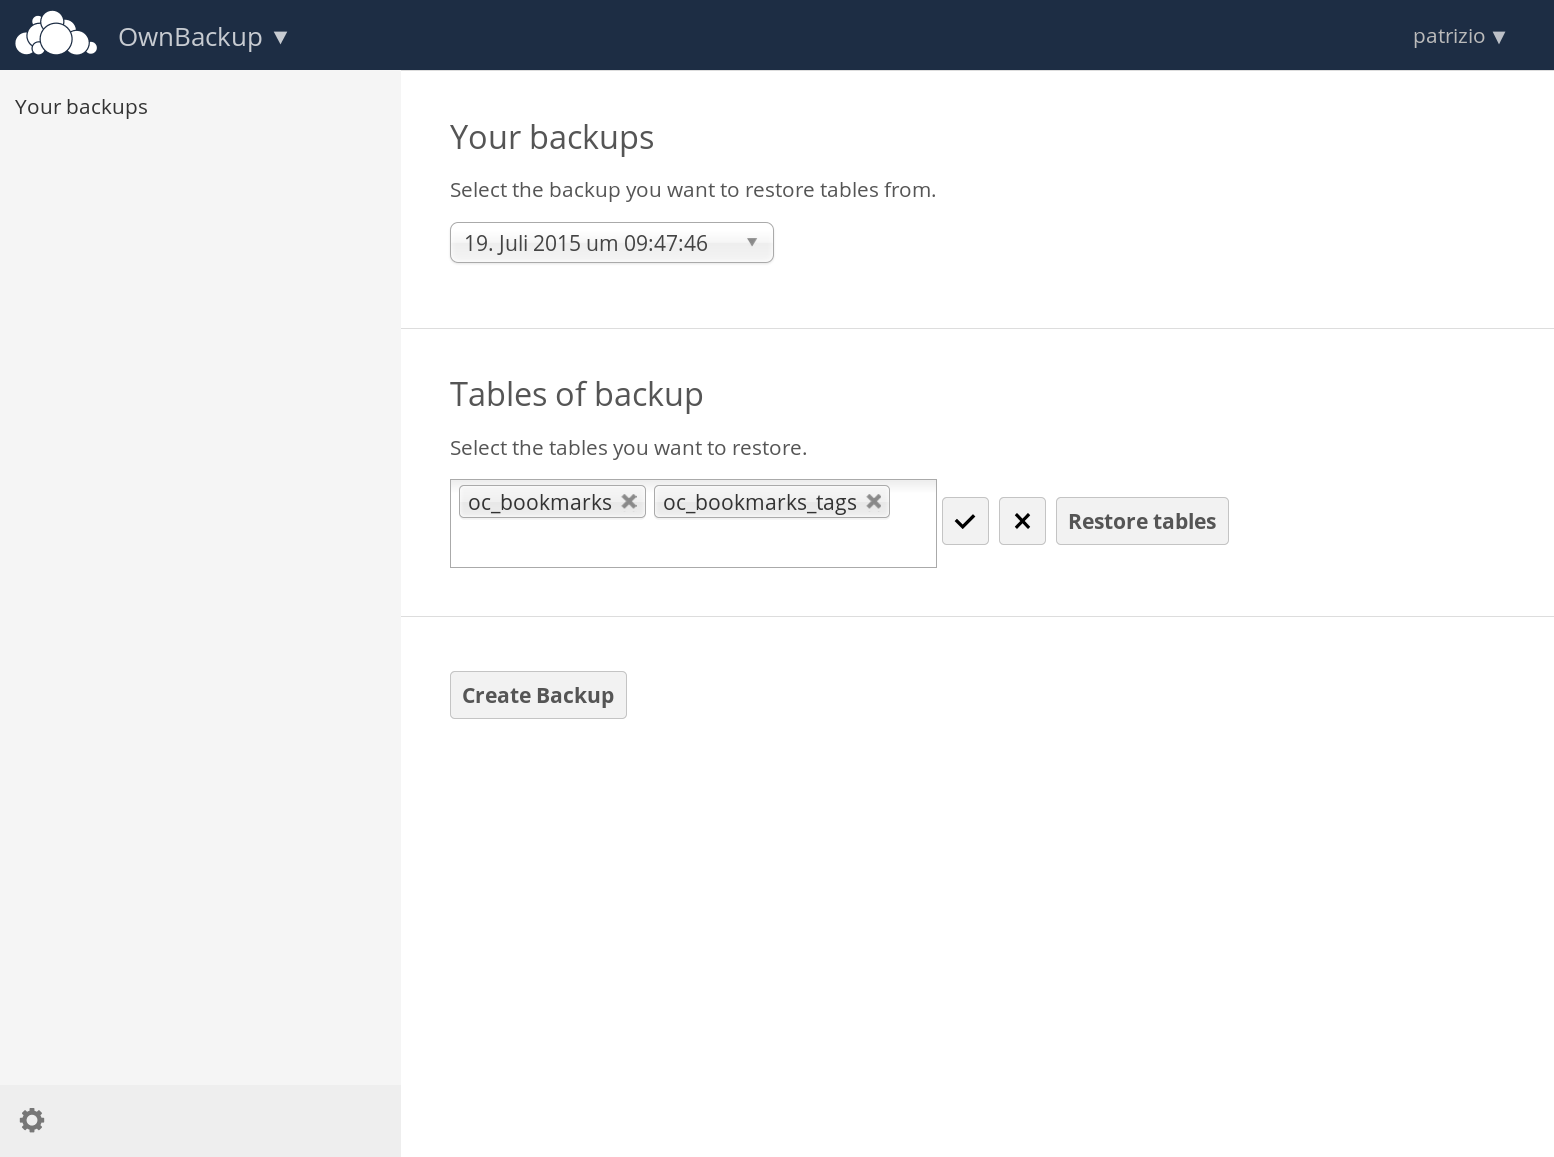 OwnBackup ▼
patrizio ▼
Your backups
Your backups
Select the backup you want to restore tables from.
19. Juli 2015 um 09:47:46
Tables of backup
Select the tables you want to restore.
oc_bookmarks oc_bookmarks_tags
Restore tables
Create Backup